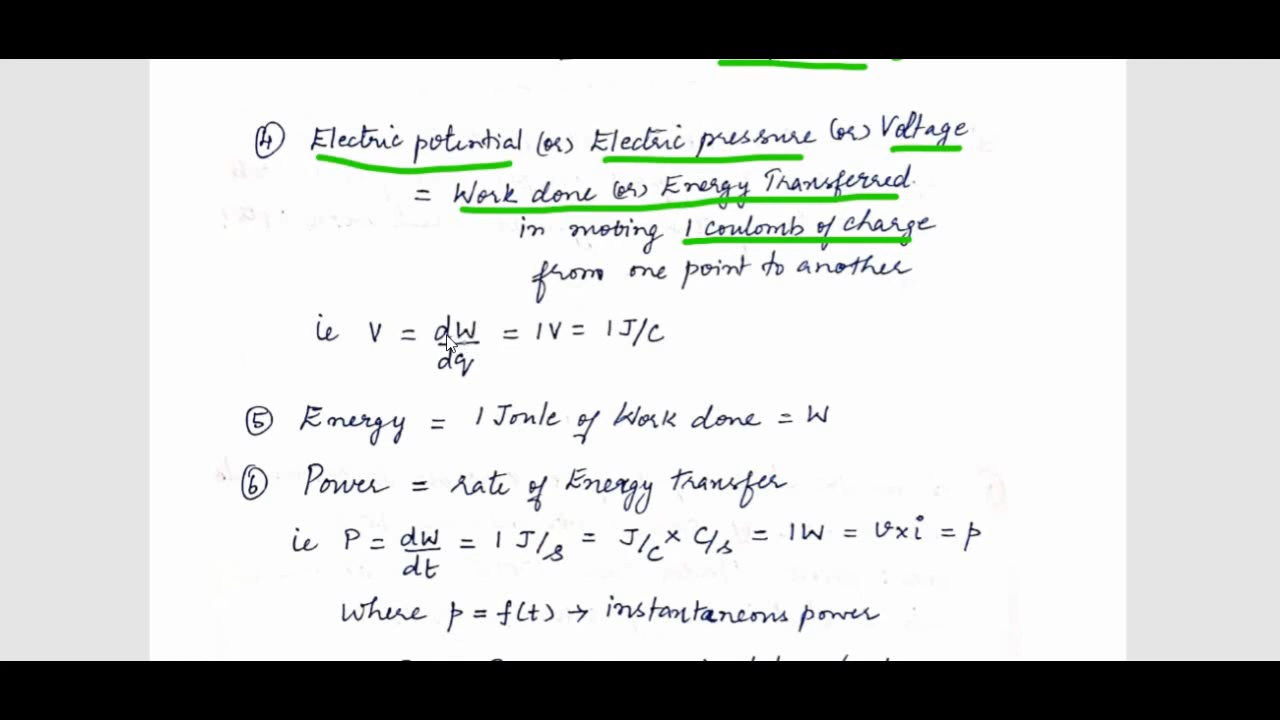 ④ Electric potential (or) Electric pressure (or) Voltage
= Work done (or) Energy Transferred.
in moting 1 coulomb of charge
from one point to another
ie V = dW/dq = 1V = 1 J/C
⑤ Energy = 1 Joule of Work done = W
⑥ Power = rate of Energy transfer
ie P = dW/dt = 1 J/s = J/C × C/s = 1W = v×i = p
Where p = f(t) → instantaneous power